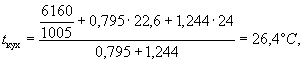 t_кух = (6160/1005 + 0,795· 22,6 + 1,244· 24) / (0,795 + 1,244) = 26,4°C,